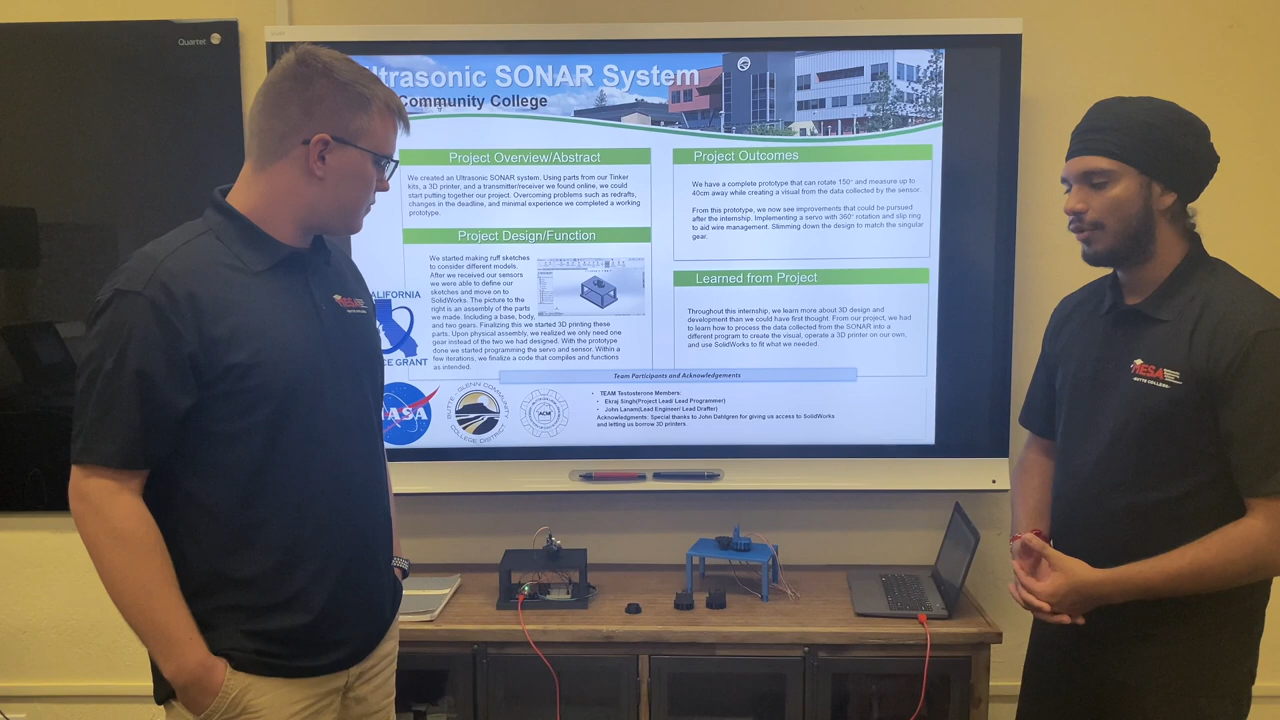 Quartet
ltrasonic SONAR System
Community College
Project Overview/Abstract
We created an Ultrasonic SONAR system. Using parts from our Tinker
kits, a 3D printer, and a transmitter/receiver we found online, we could
start putting together our project. Overcoming problems such as redrafts,
changes in the deadline, and minimal experience we completed a working
prototype.
Project Design/Function
We started making ruff sketches
to consider different models.
After we received our sensors
we were able to define our
sketches and move on to
SolidWorks. The picture to the
right is an assembly of the parts
we made. Including a base, body,
and two gears. Finalizing this we started 3D printing these
parts. Upon physical assembly, we realized we only need one
gear instead of the two we had designed. With the prototype
done we started programming the servo and sensor. Within a
few iterations, we finalize a code that compiles and functions
as intended.
Project Outcomes
We have a complete prototype that can rotate 150° and measure up to
40cm away while creating a visual from the data collected by the sensor.
From this prototype, we now see improvements that could be pursued
after the internship. Implementing a servo with 360° rotation and slip ring
to aid wire management. Slimming down the design to match the singular
gear.
Learned from Project
Throughout this internship, we learn more about 3D design and
development than we could have first thought. From our project, we had
to learn how to process the data collected from the SONAR into a
different program to create the visual, operate a 3D printer on our own,
and use SolidWorks to fit what we needed.
Team Participants and Acknowledgements
• TEAM Testosterone Members:
• Ekraj Singh(Project Lead/ Lead Programmer)
• John Lanam(Lead Engineer/ Lead Drafter)
Acknowledgments: Special thanks to John Dahlgren for giving us access to SolidWorks
and letting us borrow 3D printers.
ALIFORNIA
CE GRANT
NASA
BUTTE GLENN COMMUNITY
COLLEGE DISTRICT
ACM
MESA
MESA
BUTTE COLLEGE